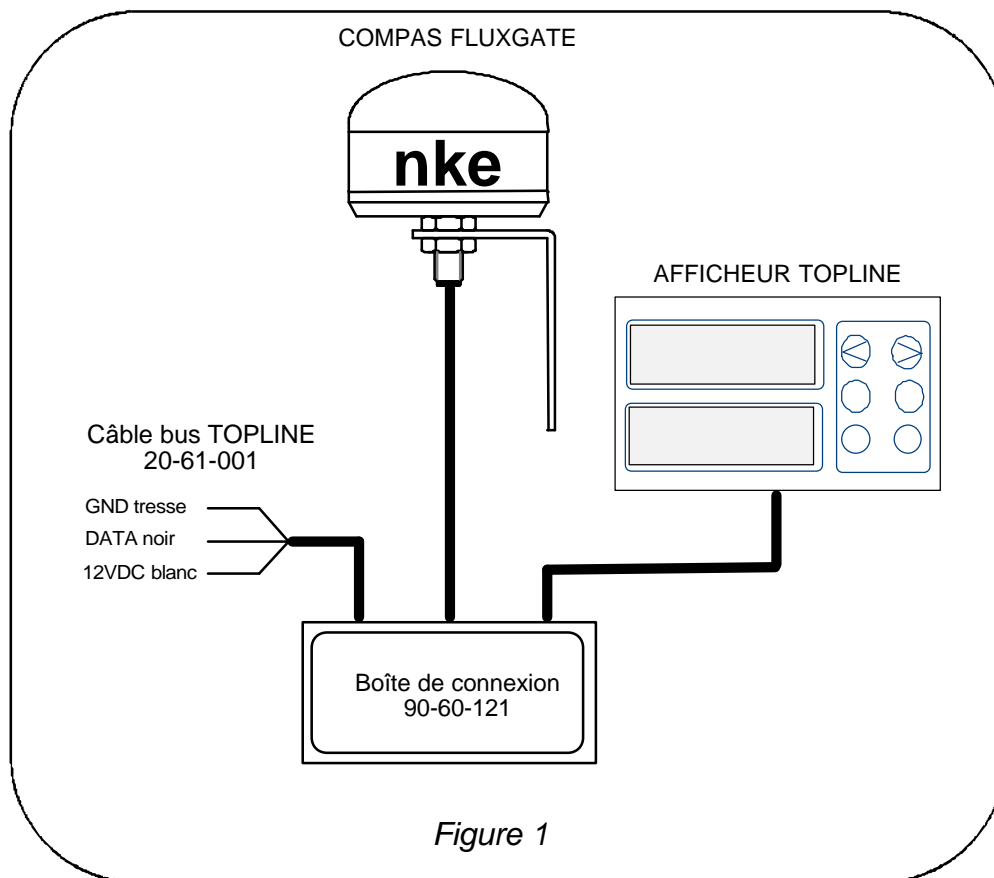 COMPAS FLUXGATE
nke
AFFICHEUR TOPLINE
Câble bus TOPLINE
20-61-001
GND tresse
DATA noir
12VDC blanc
Boîte de connexion
90-60-121
Figure 1